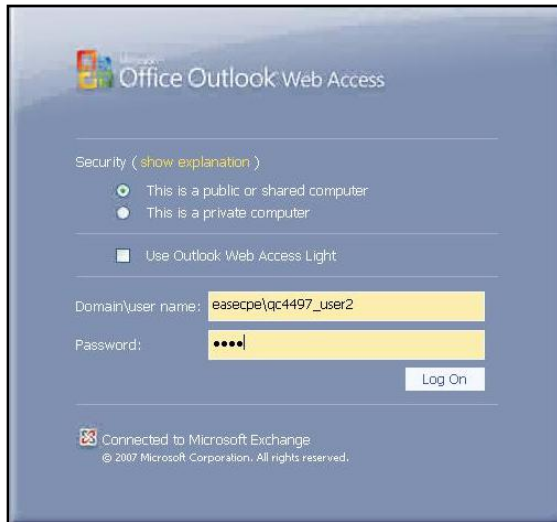 Microsoft
Office Outlook Web Access
Security ( show explanation )
This is a public or shared computer
This is a private computer
Use Outlook Web Access Light
Domain\user name: easecpe\qc4497_user2
Password: ••••
Log On
Connected to Microsoft Exchange
© 2007 Microsoft Corporation. All rights reserved.